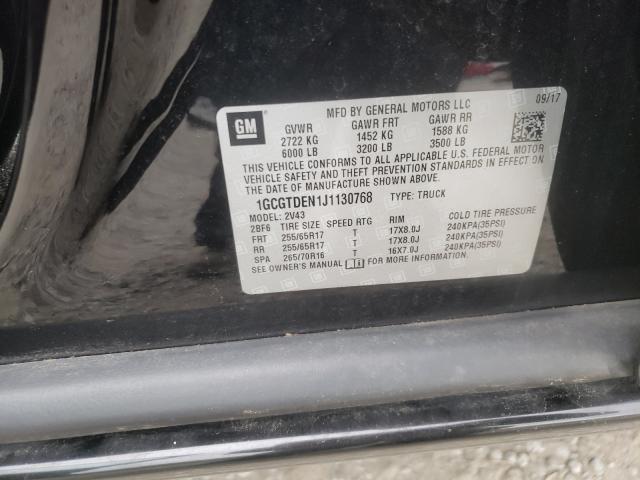 GM
MFD BY GENERAL MOTORS LLC 09/17
GVWR GAWR FRT GAWR RR
2722 KG 1452 KG 1588 KG
6000 LB 3200 LB 3500 LB
THIS VEHICLE CONFORMS TO ALL APPLICABLE U.S. FEDERAL MOTOR
VEHICLE SAFETY AND THEFT PREVENTION STANDARDS IN EFFECT ON
THE DATE OF MANUFACTURE SHOWN ABOVE.
1GCGTDEN1J1130768 TYPE: TRUCK
MODEL: 2V43
2BF6 TIRE SIZE SPEED RTG RIM COLD TIRE PRESSURE
FRT 255/65R17 T 17X8.0J 240KPA(35PSI)
RR 255/65R17 T 17X8.0J 240KPA(35PSI)
SPA 265/70R16 T 16X7.0J 240KPA(35PSI)
SEE OWNER'S MANUAL i FOR MORE INFORMATION.